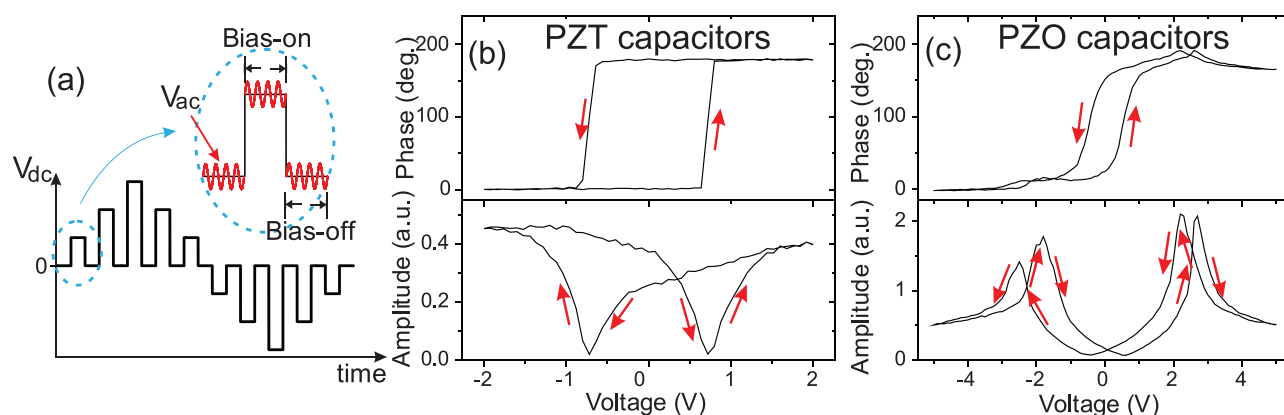 (a)
Bias-on
Vac
Vdc
Bias-off
0
time
(b)
PZT capacitors
Phase (deg.)
200
100
0
Amplitude (a.u.)
0.4
0.2
0.0
-2
-1
0
1
2
Voltage (V)
(c)
PZO capacitors
Phase (deg.)
200
100
0
Amplitude (a.u.)
2
1
0
-4
-2
0
2
4
Voltage (V)